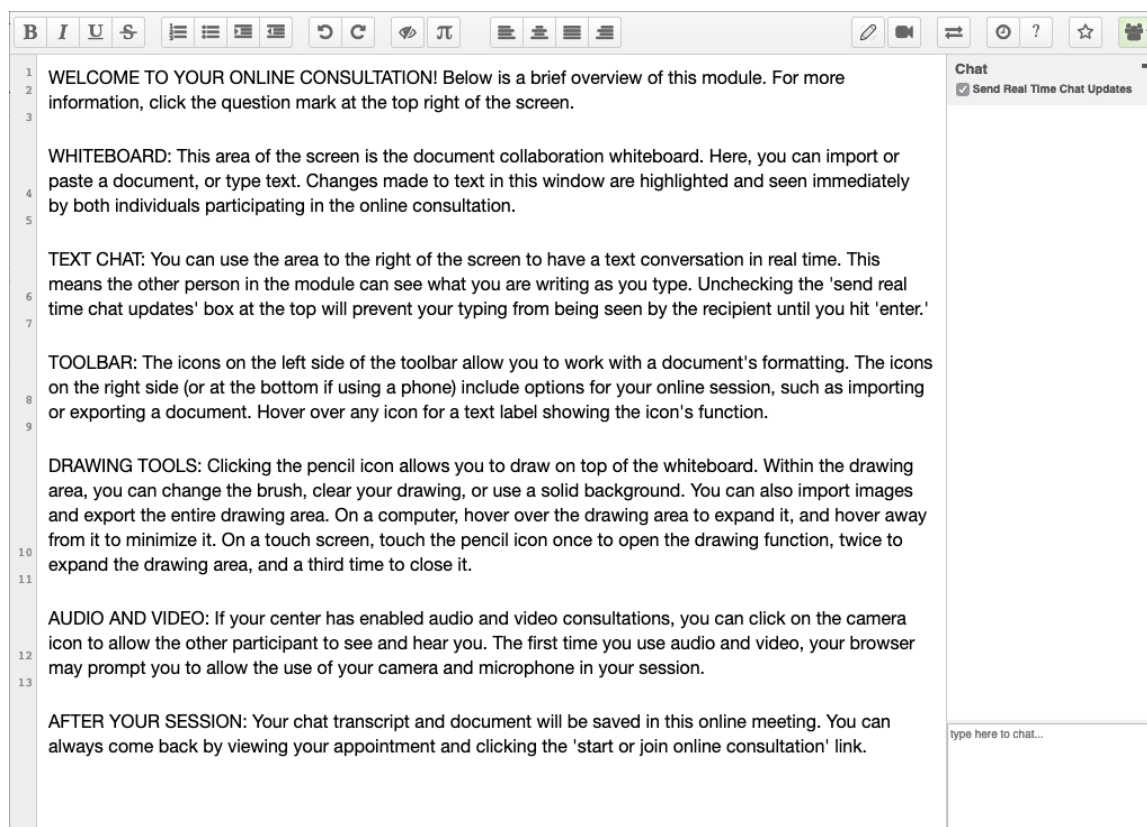 B I U S π ?
1 WELCOME TO YOUR ONLINE CONSULTATION! Below is a brief overview of this module. For more
2 information, click the question mark at the top right of the screen.
3
WHITEBOARD: This area of the screen is the document collaboration whiteboard. Here, you can import or
4 paste a document, or type text. Changes made to text in this window are highlighted and seen immediately
5 by both individuals participating in the online consultation.
TEXT CHAT: You can use the area to the right of the screen to have a text conversation in real time. This
6 means the other person in the module can see what you are writing as you type. Unchecking the 'send real
7 time chat updates' box at the top will prevent your typing from being seen by the recipient until you hit 'enter.'
TOOLBAR: The icons on the left side of the toolbar allow you to work with a document's formatting. The icons
on the right side (or at the bottom if using a phone) include options for your online session, such as importing
8 or exporting a document. Hover over any icon for a text label showing the icon's function.
9
DRAWING TOOLS: Clicking the pencil icon allows you to draw on top of the whiteboard. Within the drawing
area, you can change the brush, clear your drawing, or use a solid background. You can also import images
and export the entire drawing area. On a computer, hover over the drawing area to expand it, and hover away
10 from it to minimize it. On a touch screen, touch the pencil icon once to open the drawing function, twice to
11 expand the drawing area, and a third time to close it.
AUDIO AND VIDEO: If your center has enabled audio and video consultations, you can click on the camera
12 icon to allow the other participant to see and hear you. The first time you use audio and video, your browser
13 may prompt you to allow the use of your camera and microphone in your session.
AFTER YOUR SESSION: Your chat transcript and document will be saved in this online meeting. You can
always come back by viewing your appointment and clicking the 'start or join online consultation' link.
Chat
Send Real Time Chat Updates
type here to chat...